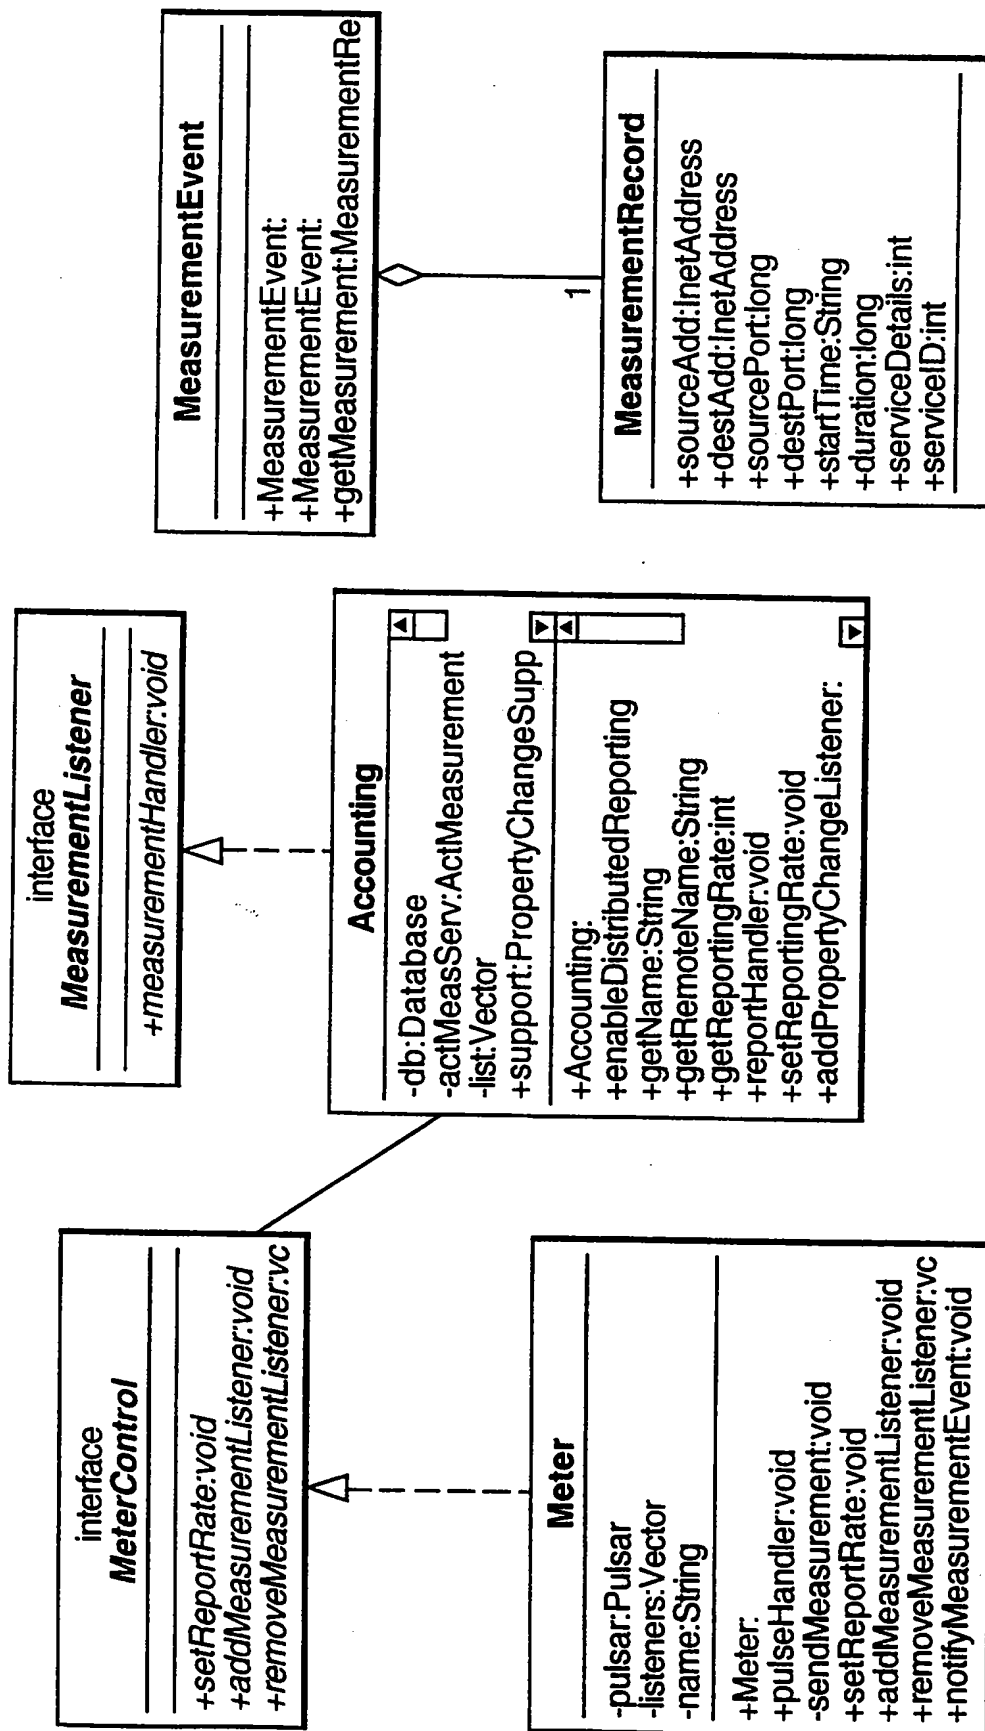 interface
MeterControl
+setReportRate:void
+addMeasurementListener:void
+removeMeasurementListener:vc
Meter
-pulsar:Pulsar
-listeners:Vector
-name:String
+Meter:
+pulseHandler:void
-sendMeasurement:void
+setReportRate:void
+addMeasurementListener:void
+removeMeasurementListener:vc
+notifyMeasurementEvent:void
interface
MeasurementListener
+measurementHandler:void
Accounting
-db:Database
-actMeasServ:ActMeasurement
-list:Vector
+support:PropertyChangeSupp
+Accounting:
+enableDistributedReporting
+getName:String
+getRemoteName:String
+getReportingRate:int
+reportHandler:void
+setReportingRate:void
+addPropertyChangeListener:
MeasurementEvent
+MeasurementEvent:
+MeasurementEvent:
+getMeasurement:MeasurementRe
1
MeasurementRecord
+sourceAdd:InetAddress
+destAdd:InetAddress
+sourcePort:long
+destPort:long
+startTime:String
+duration:long
+serviceDetails:int
+serviceID:int